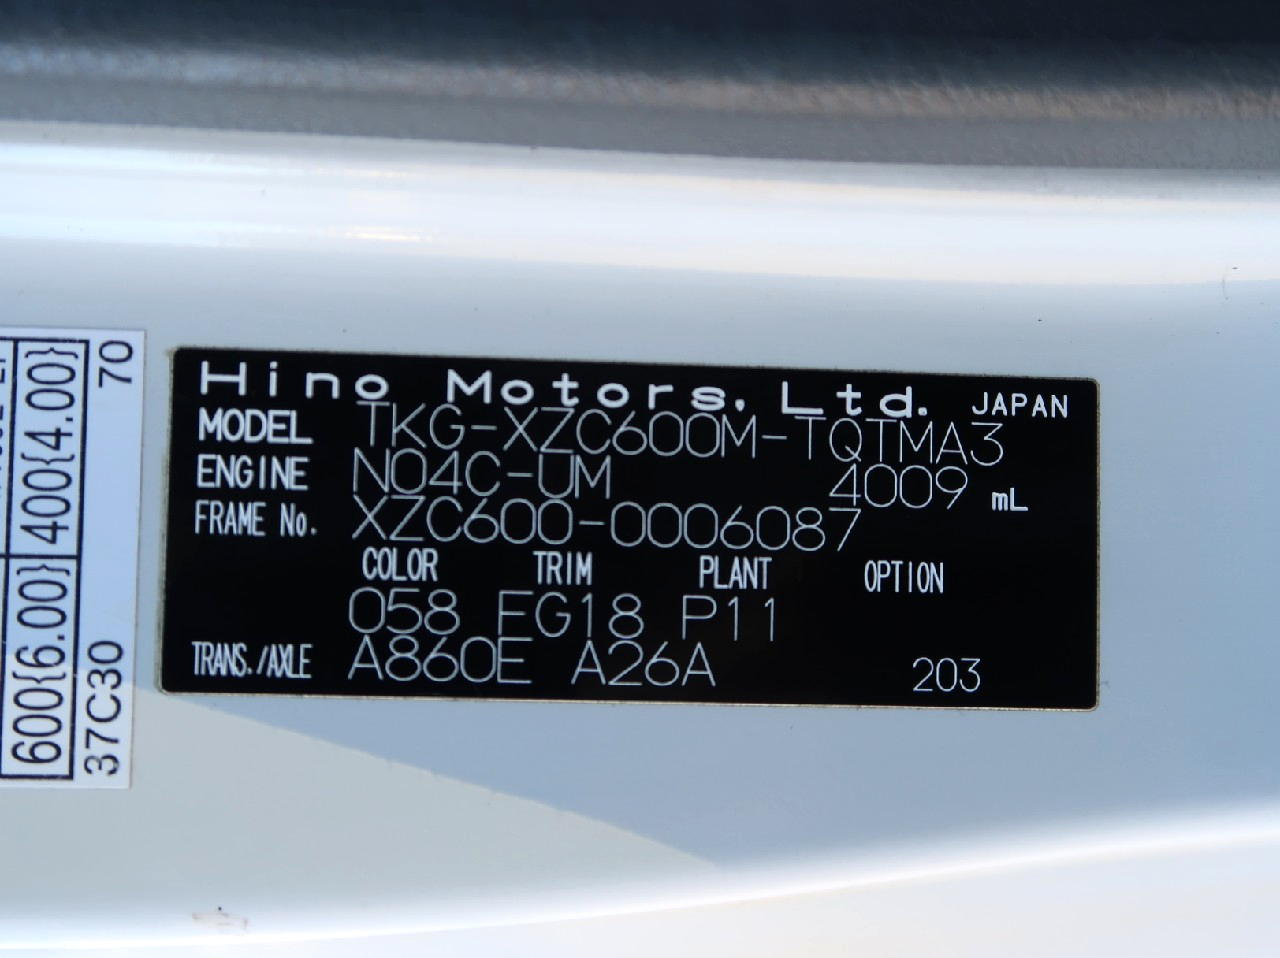 Hino Motors, Ltd. JAPAN
MODEL TKG-XZC600M-TQTMA3
ENGINE N04C-UM 4009 mL
FRAME No. XZC600-0006087
COLOR TRIM PLANT OPTION
058 FG18 P11
TRANS./AXLE A860E A26A 203
600{6.00} 400{4.00}
37C30 70